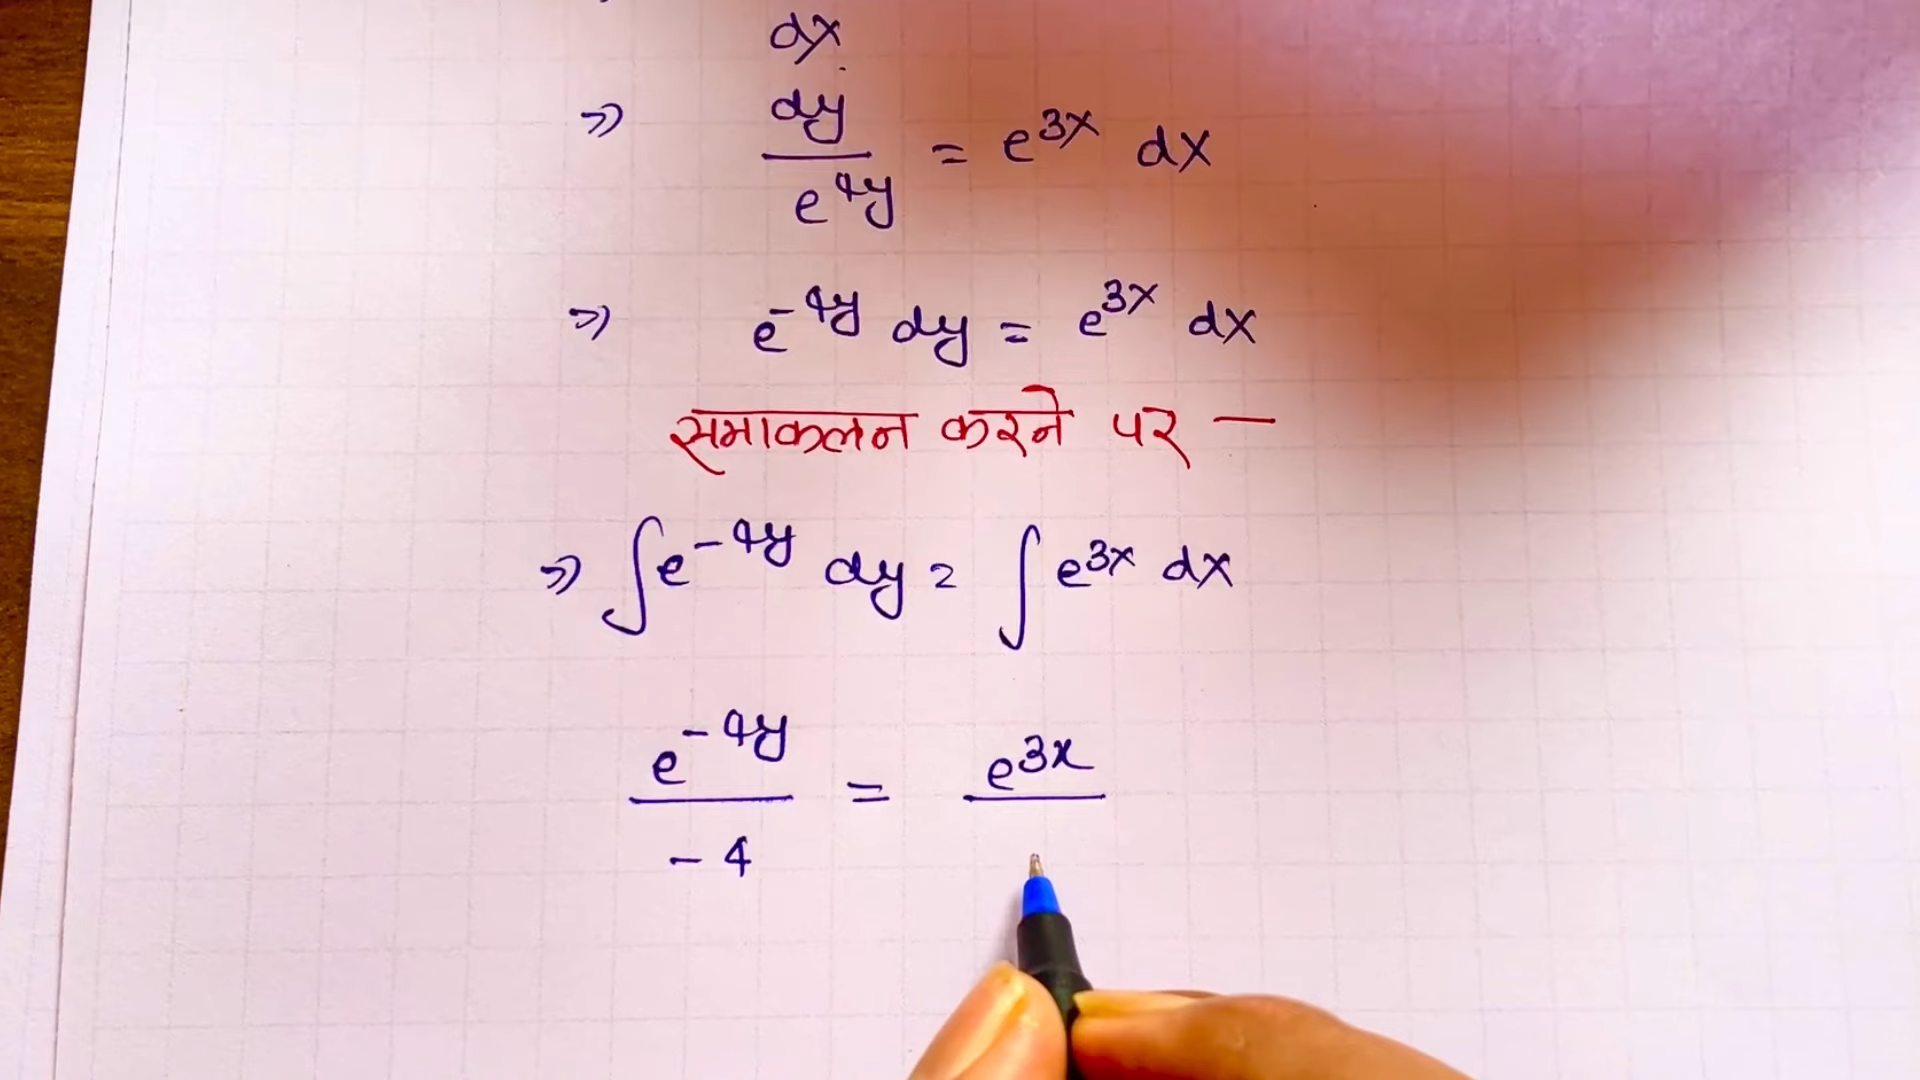 dx
⇒ dy/e^4y = e^3x dx
⇒ e^-4y dy = e^3x dx
समाकलन करने पर —
⇒ ∫e^-4y dy = ∫e^3x dx
e^-4y/-4 = e^3x/